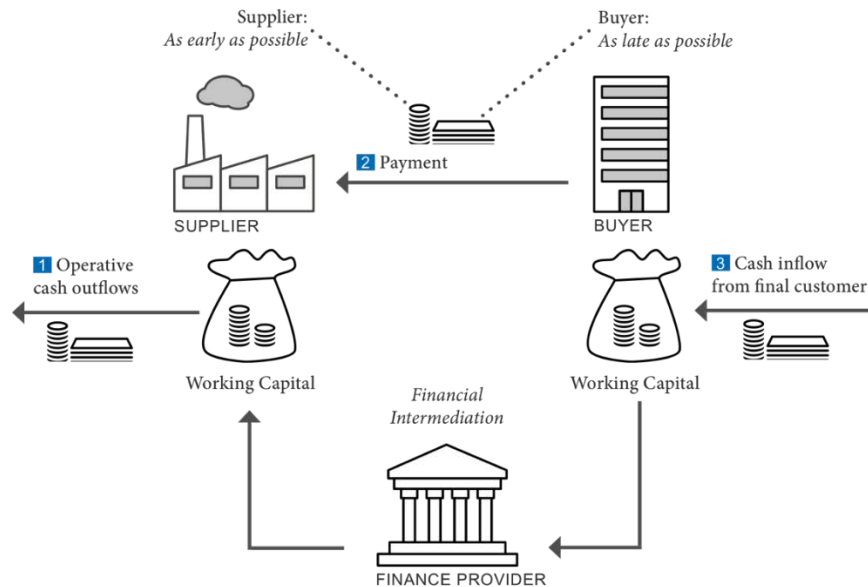 Supplier:
As early as possible
Buyer:
As late as possible
2 Payment
SUPPLIER
BUYER
1 Operative
cash outflows
3 Cash inflow
from final customer
Working Capital
Working Capital
Financial
Intermediation
FINANCE PROVIDER